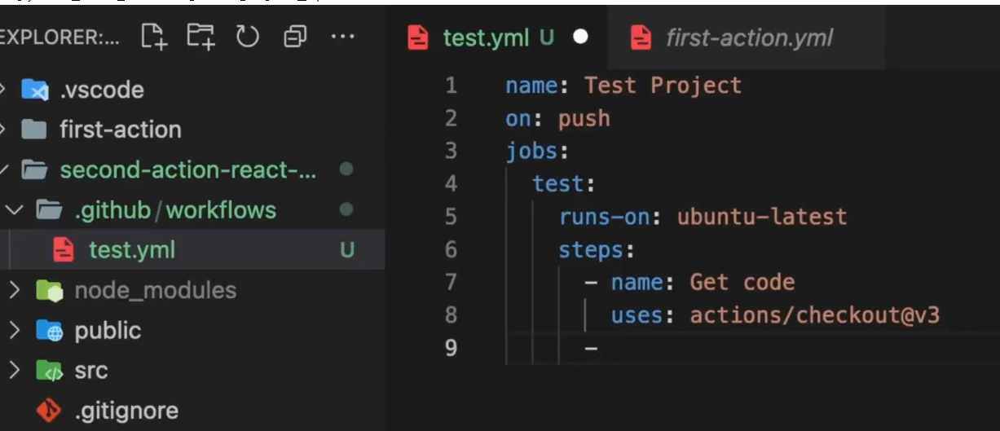 EXPLORER:...
.vscode
first-action
second-action-react-...
.github/workflows
test.yml U
node_modules
public
src
.gitignore
test.yml U
first-action.yml
1 name: Test Project
2 on: push
3 jobs:
4 test:
5 runs-on: ubuntu-latest
6 steps:
7 - name: Get code
8 uses: actions/checkout@v3
9 -